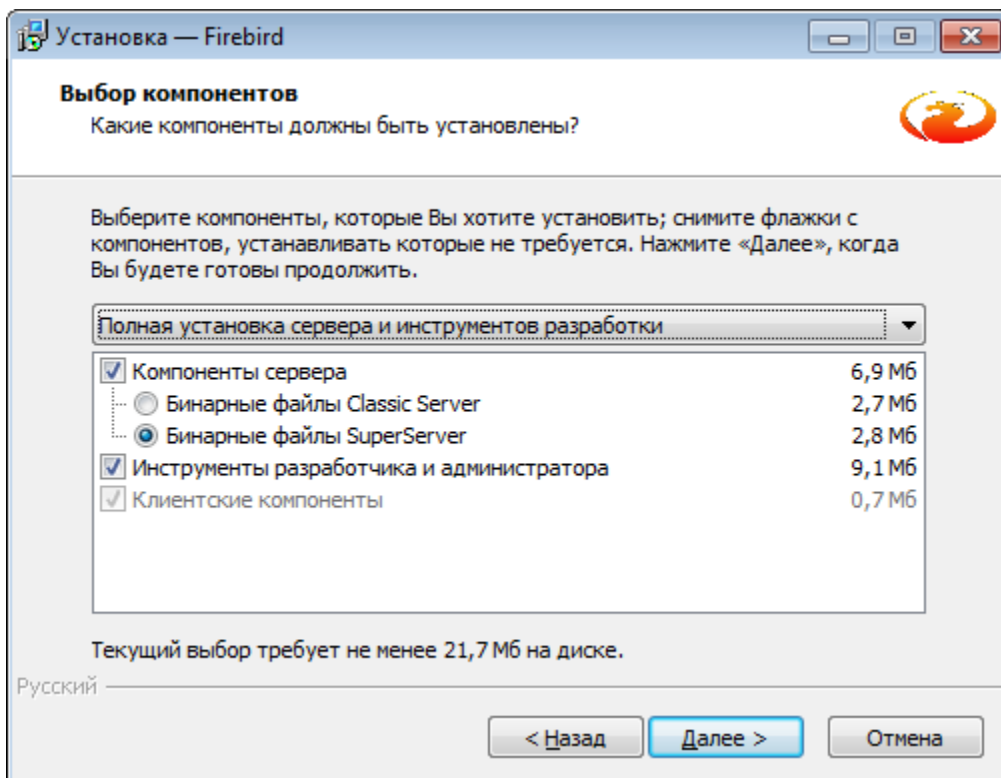 Установка — Firebird
Выбор компонентов
Какие компоненты должны быть установлены?
Выберите компоненты, которые Вы хотите установить; снимите флажки с
компонентов, устанавливать которые не требуется. Нажмите «Далее», когда
Вы будете готовы продолжить.
Полная установка сервера и инструментов разработки
Компоненты сервера 6,9 Мб
Бинарные файлы Classic Server 2,7 Мб
Бинарные файлы SuperServer 2,8 Мб
Инструменты разработчика и администратора 9,1 Мб
Клиентские компоненты 0,7 Мб
Текущий выбор требует не менее 21,7 Мб на диске.
Русский
< Назад Далее > Отмена